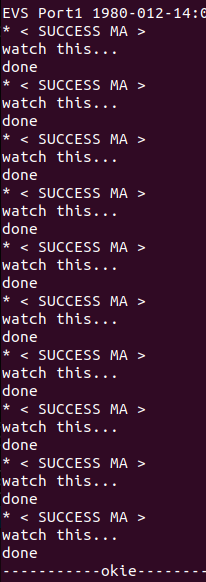 EVS Port1 1980-012-14:0
* < SUCCESS MA >
watch this...
done
* < SUCCESS MA >
watch this...
done
* < SUCCESS MA >
watch this...
done
* < SUCCESS MA >
watch this...
done
* < SUCCESS MA >
watch this...
done
* < SUCCESS MA >
watch this...
done
* < SUCCESS MA >
watch this...
done
* < SUCCESS MA >
watch this...
done
* < SUCCESS MA >
watch this...
done
* < SUCCESS MA >
watch this...
done
-----------okie--------